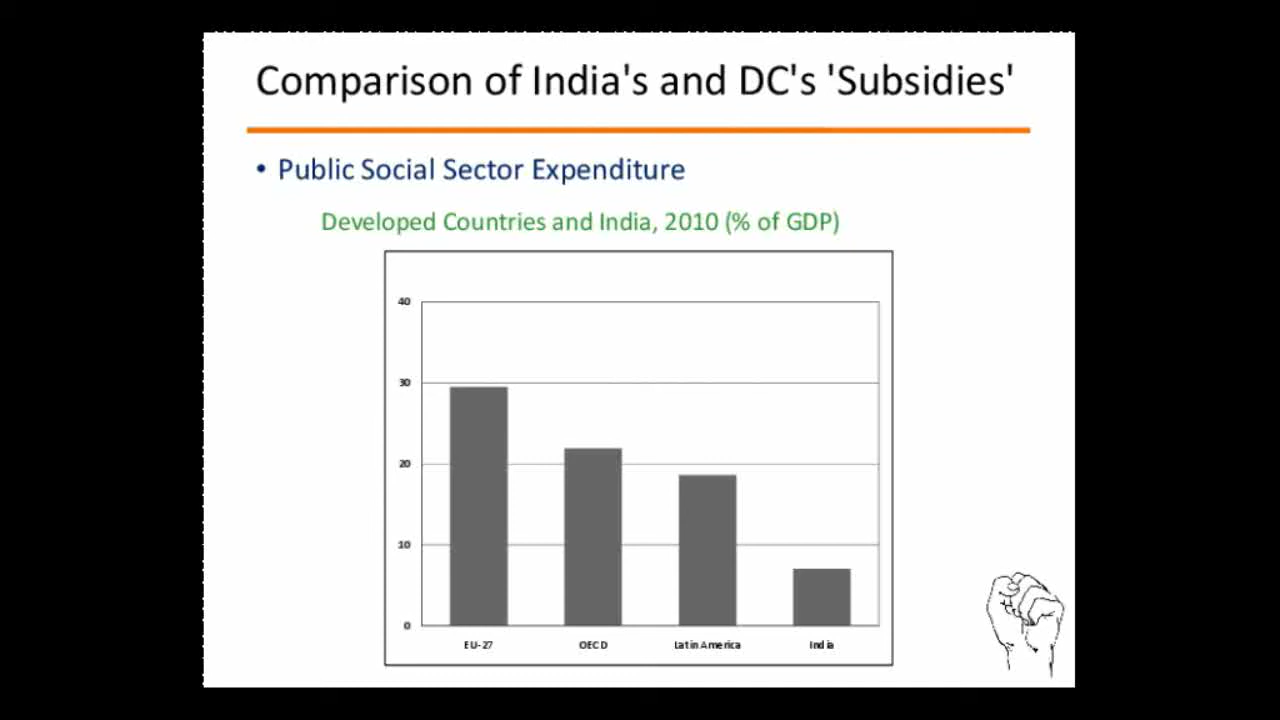 Comparison of India's and DC's 'Subsidies'
• Public Social Sector Expenditure
Developed Countries and India, 2010 (% of GDP)
40
30
20
10
0
EU-27 OECD Latin America India